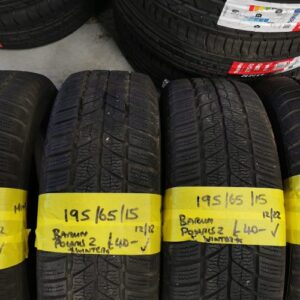 195/65/15
BARUM 12/12
POLARIS 2 £40- ✓
WINTER
195/65/15
BARUM 12/12
POLARIS 2 £40- ✓
WINTER